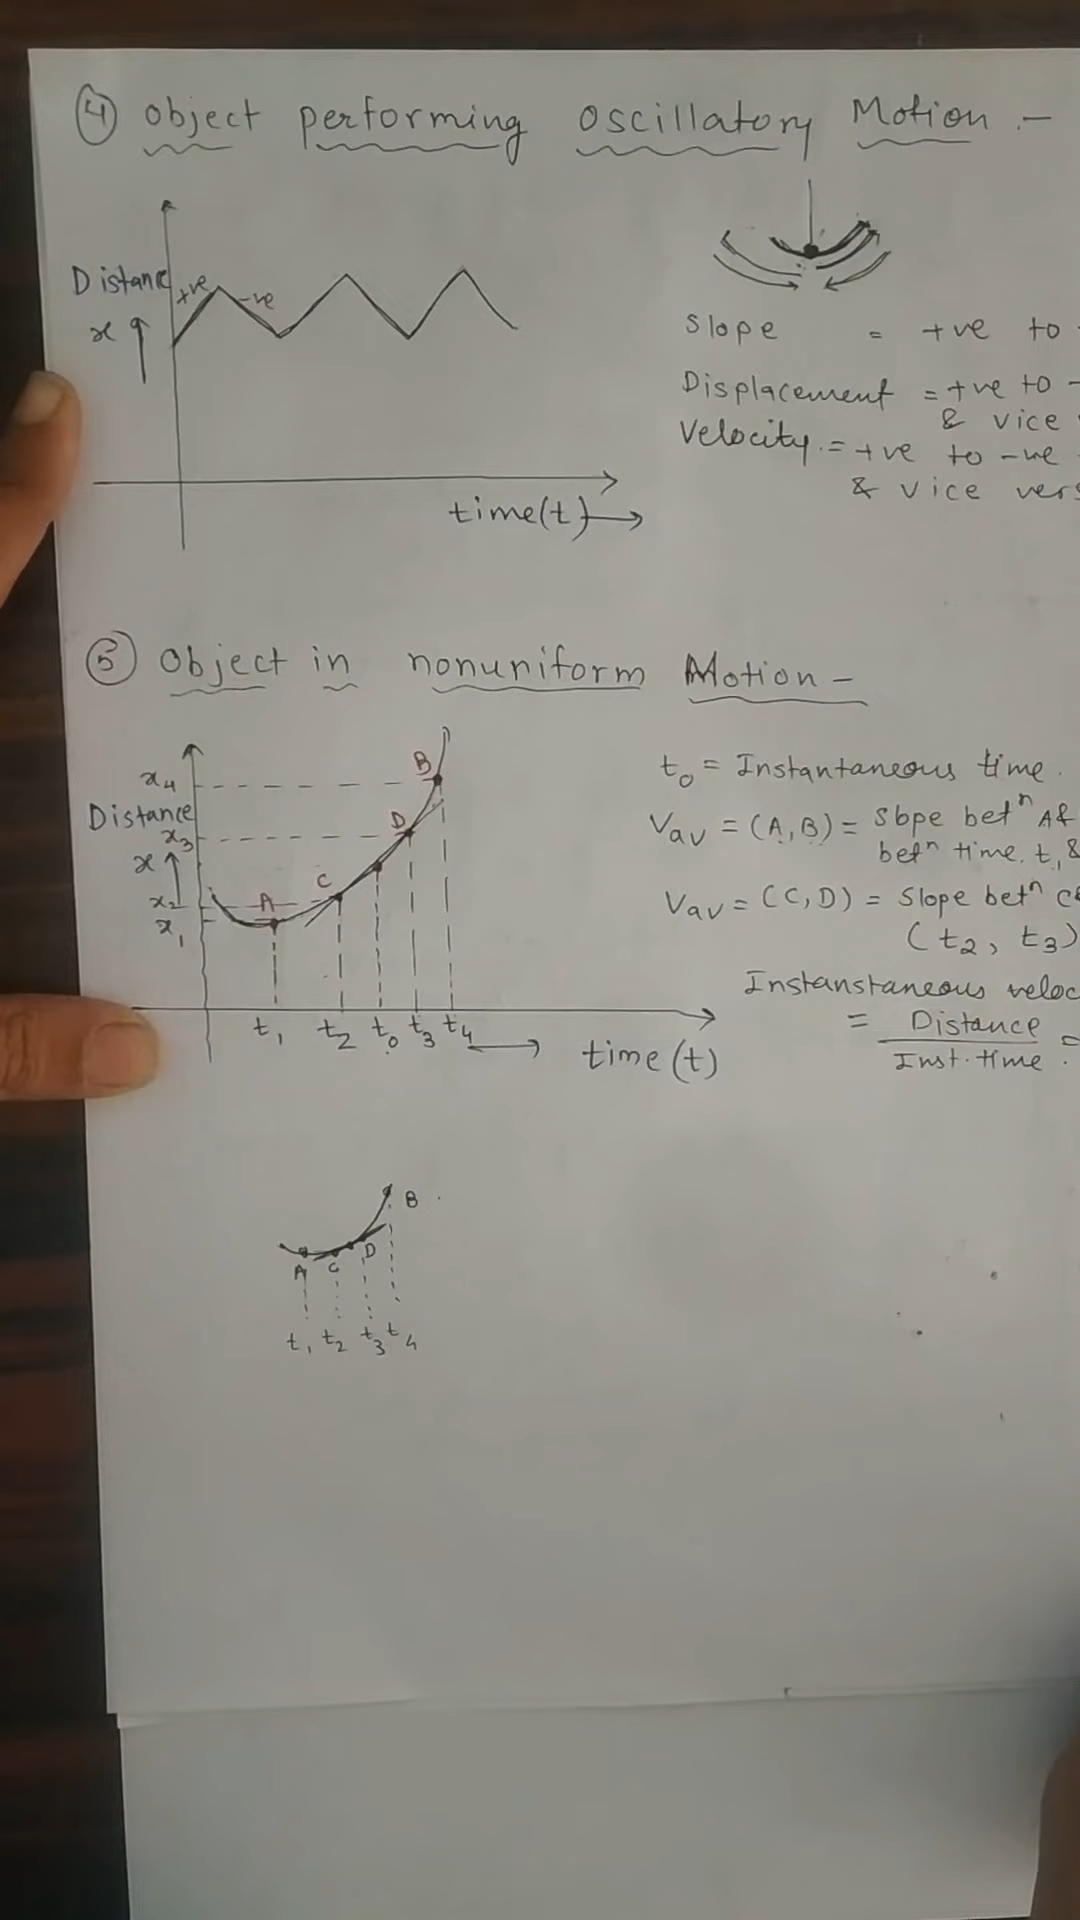 4 Object performing Oscillatory Motion :-
Distance
x
+ve
-ve
time(t)
Slope = +ve to
Displacement = +ve to -
& vice
Velocity. = +ve to -ve
& vice vers
5 Object in nonuniform Motion -
x4
Distance
x3
x
x2
x1
A
C
D
B
t1 t2 t0 t3 t4
time (t)
t0 = Instantaneous time.
Vav = (A, B) = Slope betn A &
betn time. t1 &
Vav = (C, D) = Slope betn C
(t2, t3)
Instanstaneous veloc
= Distance =
Inst. time .
B
A C D
t1 t2 t3 t4